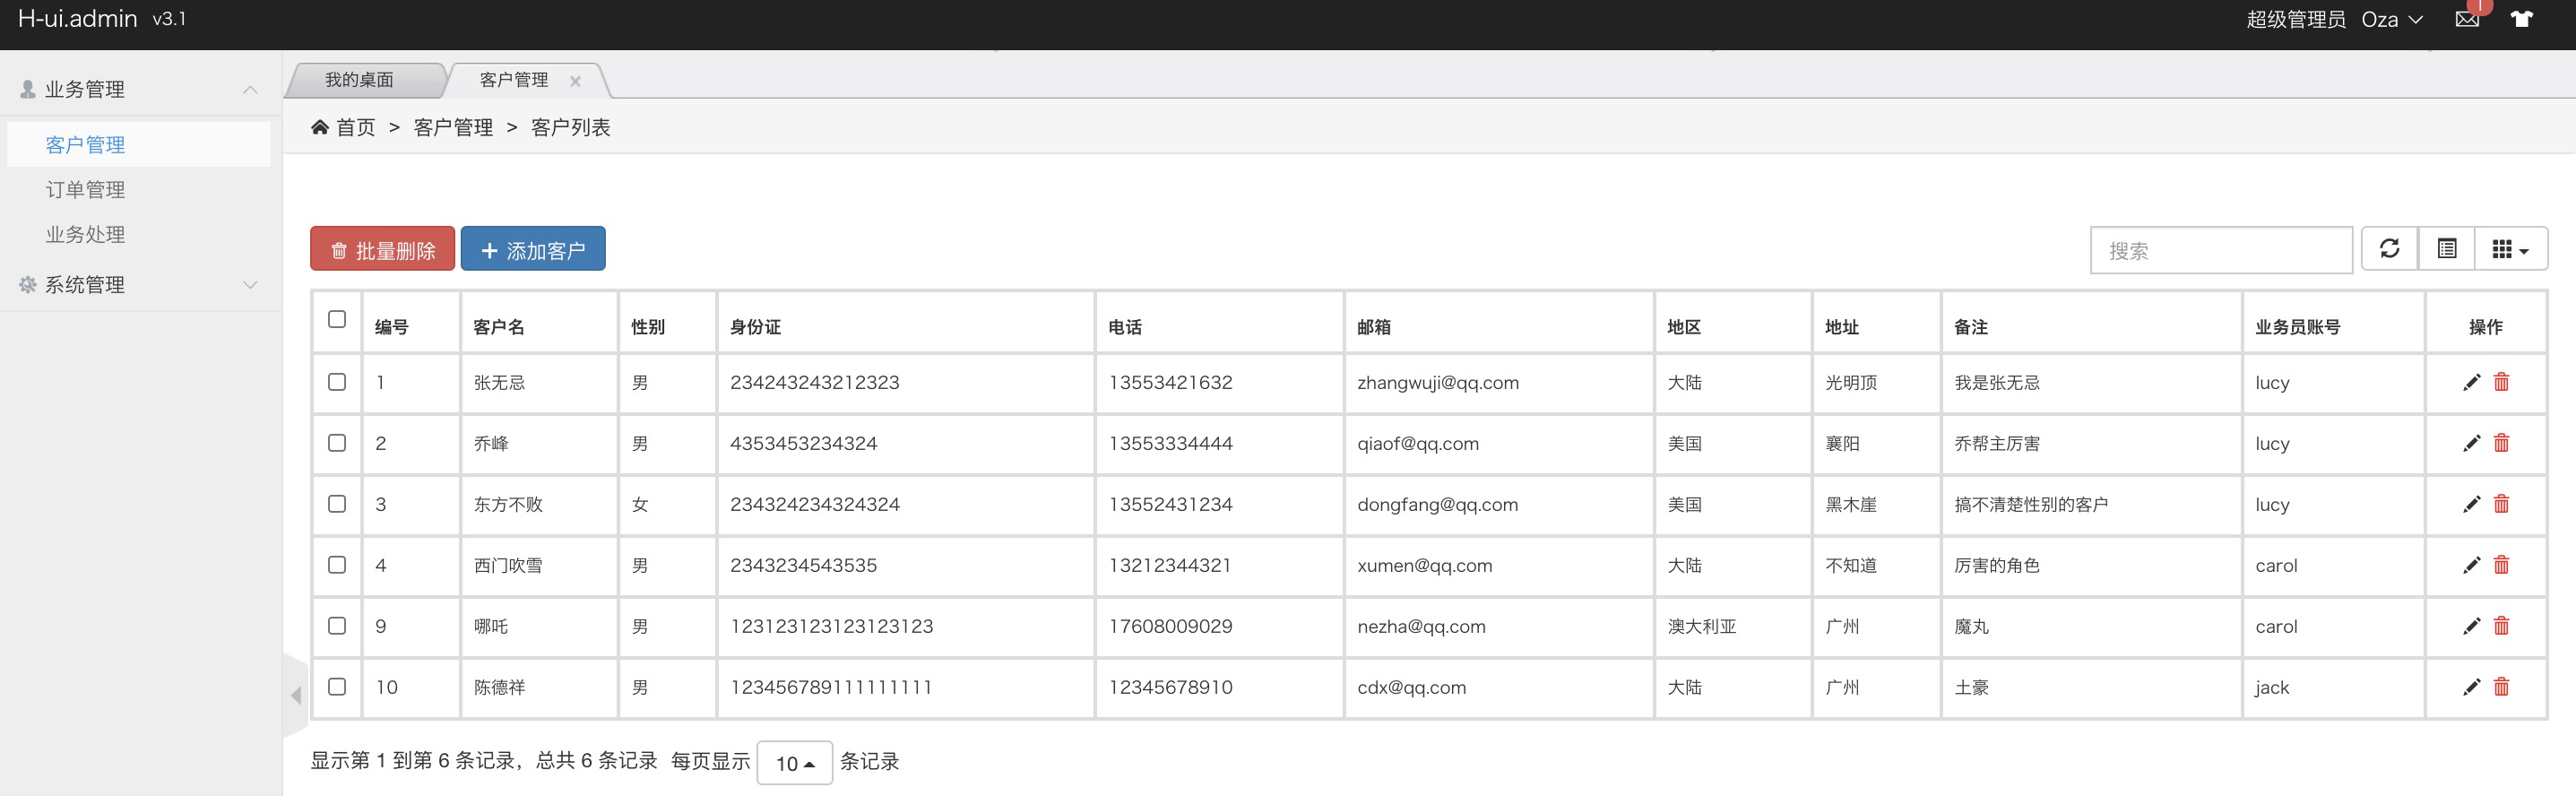 H-ui.admin v3.1 超级管理员 Oza 1
业务管理
客户管理
订单管理
业务处理
系统管理
我的桌面 客户管理
首页 > 客户管理 > 客户列表
批量删除 添加客户 搜索
编号 客户名 性别 身份证 电话 邮箱 地区 地址 备注 业务员账号 操作
1 张无忌 男 234243243212323 13553421632 zhangwuji@qq.com 大陆 光明顶 我是张无忌 lucy
2 乔峰 男 4353453234324 13553334444 qiaof@qq.com 美国 襄阳 乔帮主厉害 lucy
3 东方不败 女 234324234324324 13552431234 dongfang@qq.com 美国 黑木崖 搞不清楚性别的客户 lucy
4 西门吹雪 男 2343234543535 13212344321 xumen@qq.com 大陆 不知道 厉害的角色 carol
9 哪吒 男 123123123123123123 17608009029 nezha@qq.com 澳大利亚 广州 魔丸 carol
10 陈德祥 男 123456789111111111 12345678910 cdx@qq.com 大陆 广州 土豪 jack
显示第 1 到第 6 条记录，总共 6 条记录 每页显示 10 条记录